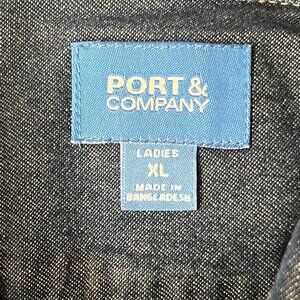 PORT &
COMPANY
LADIES
XL
MADE IN
BANGLADESH